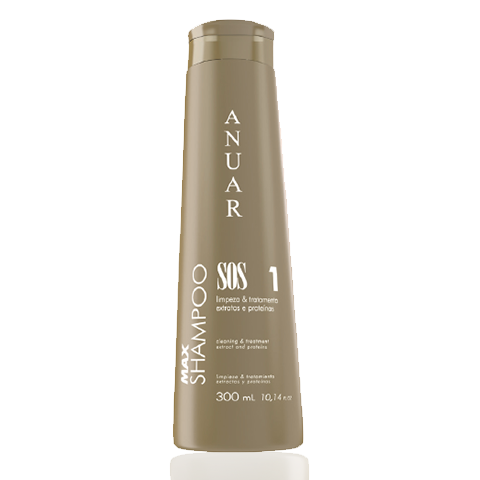 ANUAR
SOS 1
limpeza & tratamento
extratos e proteínas
cleaning & treatment
extract and proteins
limpieza & tratamiento
extractos y proteinas
300 mL 10,14 fl oz
MAX
SHAMPOO